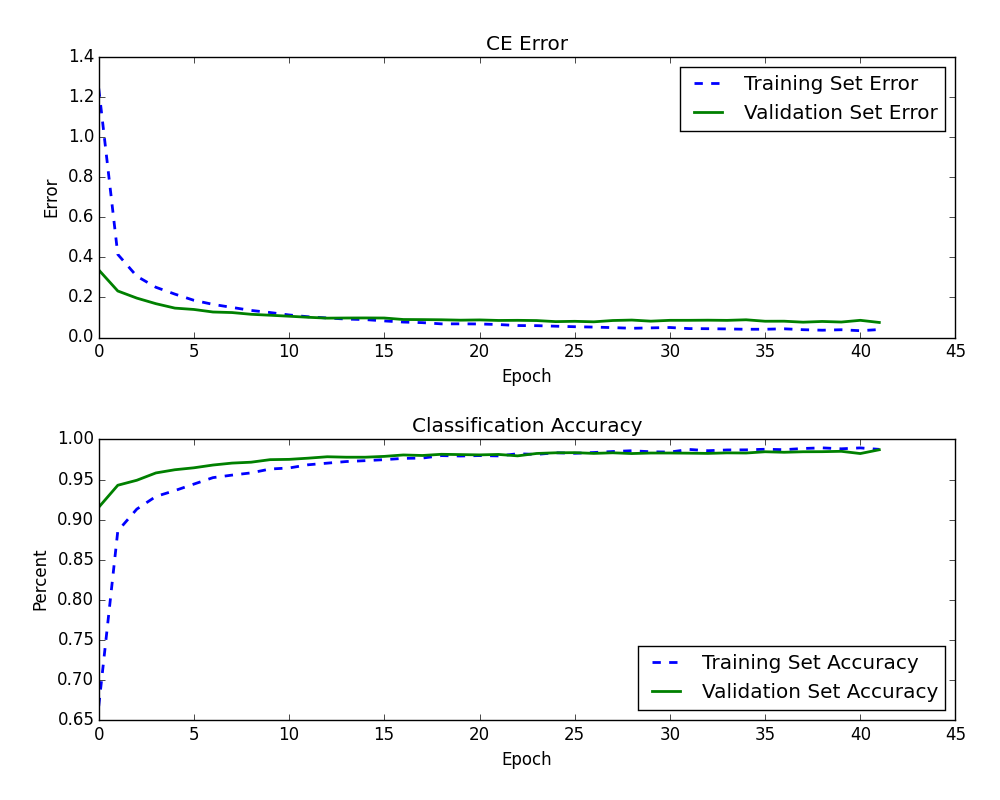 CE Error
1.4
1.2
1.0
0.8
0.6
0.4
0.2
0.0
Error
Training Set Error
Validation Set Error
0 5 10 15 20 25 30 35 40 45
Epoch
Classification Accuracy
1.00
0.95
0.90
0.85
0.80
0.75
0.70
0.65
Percent
Training Set Accuracy
Validation Set Accuracy
0 5 10 15 20 25 30 35 40 45
Epoch